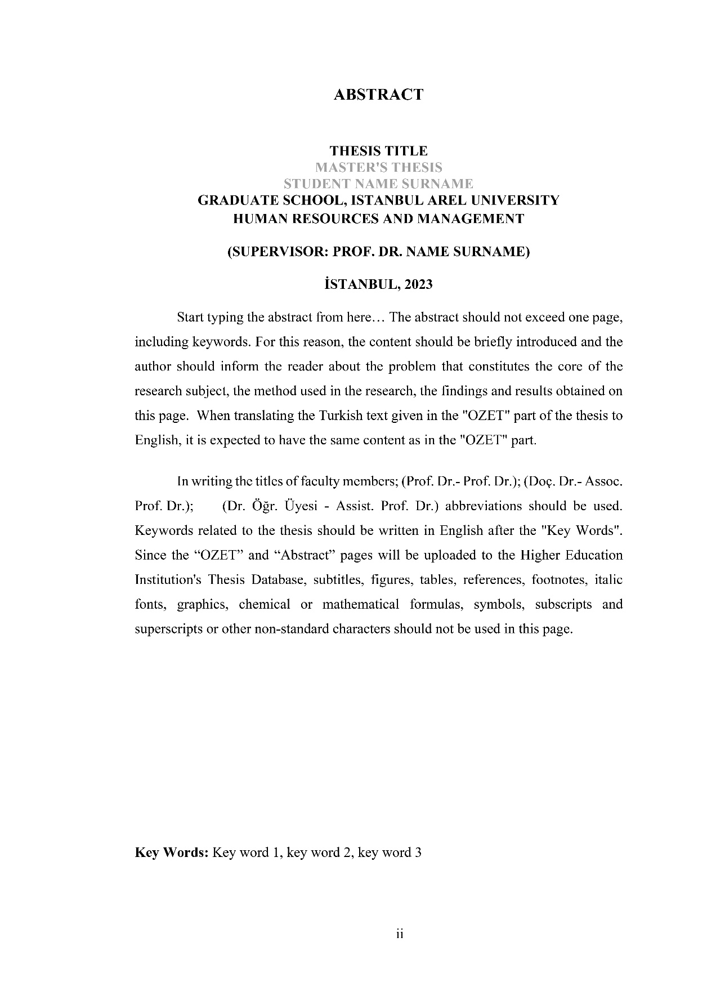 ABSTRACT
THESIS TITLE
MASTER'S THESIS
STUDENT NAME SURNAME
GRADUATE SCHOOL, ISTANBUL AREL UNIVERSITY
HUMAN RESOURCES AND MANAGEMENT
(SUPERVISOR: PROF. DR. NAME SURNAME)
İSTANBUL, 2023
Start typing the abstract from here… The abstract should not exceed one page,
including keywords. For this reason, the content should be briefly introduced and the
author should inform the reader about the problem that constitutes the core of the
research subject, the method used in the research, the findings and results obtained on
this page. When translating the Turkish text given in the "OZET" part of the thesis to
English, it is expected to have the same content as in the "OZET" part.
In writing the titles of faculty members; (Prof. Dr.- Prof. Dr.); (Doç. Dr.- Assoc.
Prof. Dr.); (Dr. Öğr. Üyesi - Assist. Prof. Dr.) abbreviations should be used.
Keywords related to the thesis should be written in English after the "Key Words".
Since the “OZET” and “Abstract” pages will be uploaded to the Higher Education
Institution's Thesis Database, subtitles, figures, tables, references, footnotes, italic
fonts, graphics, chemical or mathematical formulas, symbols, subscripts and
superscripts or other non-standard characters should not be used in this page.
Key Words: Key word 1, key word 2, key word 3
ii